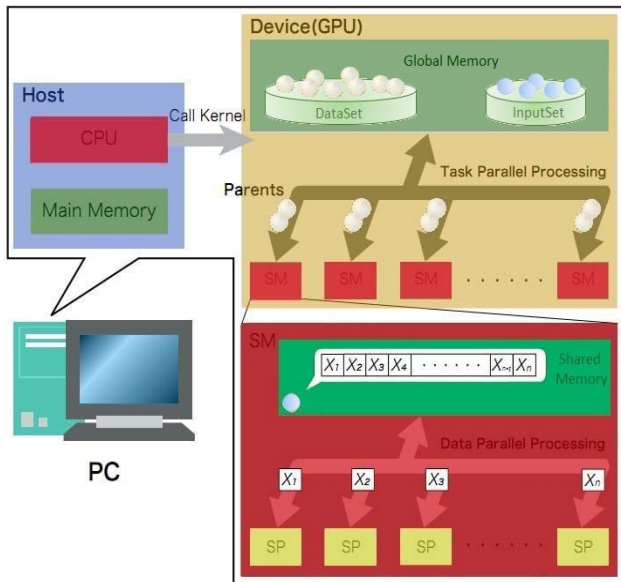 Device(GPU)
Global Memory
DataSet
InputSet
Host
CPU
Call Kernel
Main Memory
Task Parallel Processing
Parents
SM SM SM · · · · · · SM
SM
X1 X2 X3 X4 · · · · · · Xn-1 Xn
Shared
Memory
Data Parallel Processing
X1 X2 X3 Xn
SP SP SP · · · · · · SP
PC